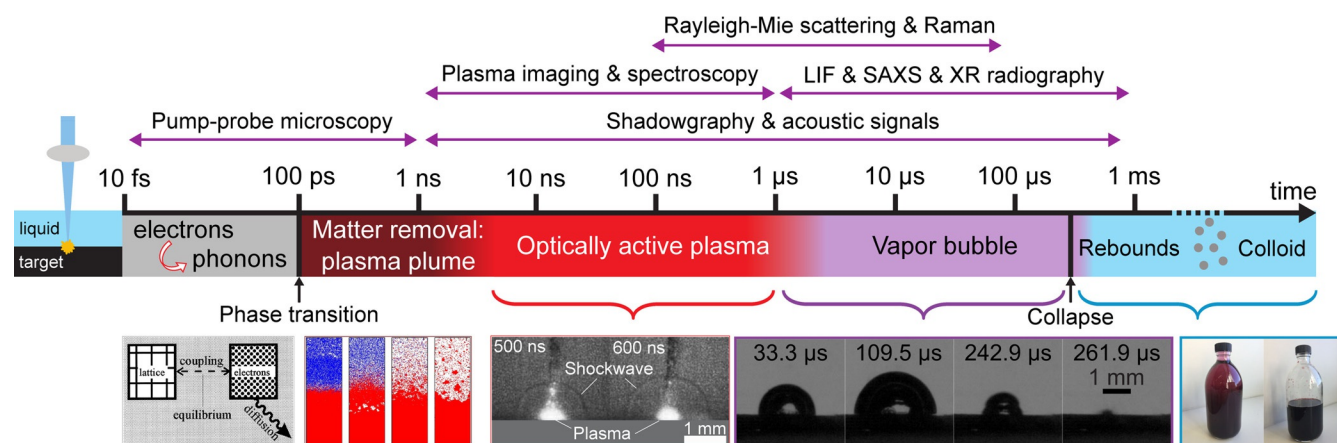 Rayleigh-Mie scattering & Raman
Plasma imaging & spectroscopy
LIF & SAXS & XR radiography
Pump-probe microscopy
Shadowgraphy & acoustic signals
10 fs
100 ps
1 ns
10 ns
100 ns
1 µs
10 µs
100 µs
1 ms
time
liquid
target
electrons
phonons
Matter removal:
plasma plume
Optically active plasma
Vapor bubble
Rebounds
Colloid
Phase transition
Collapse
lattice
coupling
electrons
equilibrium
diffusion
500 ns
600 ns
Shockwave
Plasma
1 mm
33.3 µs
109.5 µs
242.9 µs
261.9 µs
1 mm